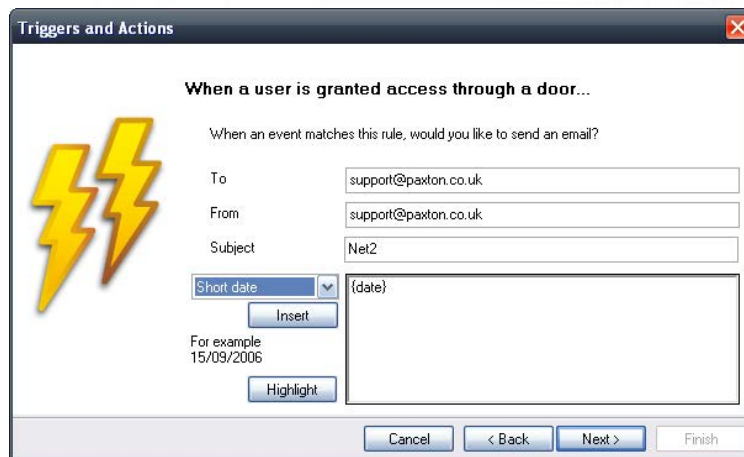 Triggers and Actions
When a user is granted access through a door...
When an event matches this rule, would you like to send an email?
To
support@paxton.co.uk
From
support@paxton.co.uk
Subject
Net2
Short date
{date}
Insert
For example
15/09/2006
Highlight
Cancel
< Back
Next >
Finish